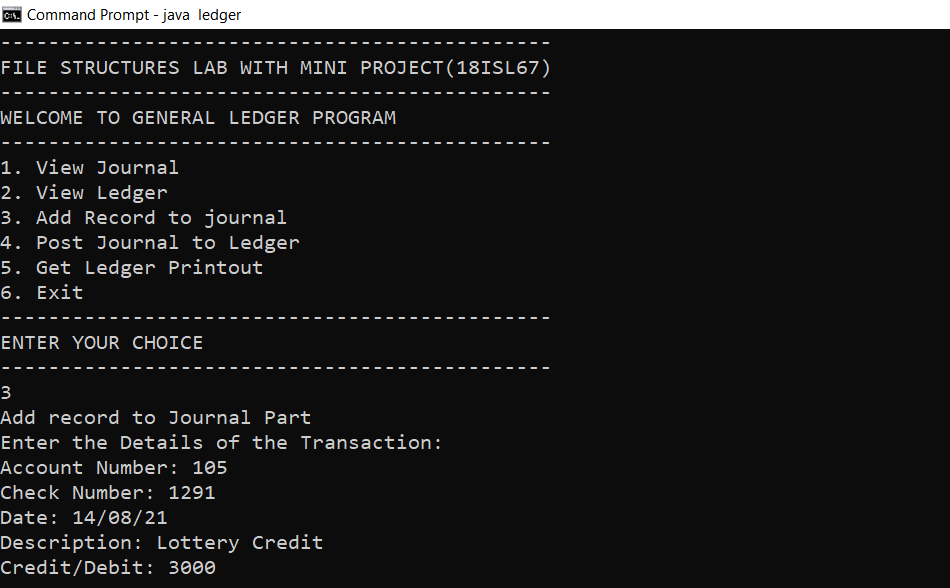 Command Prompt - java  ledger
----------------------------------------------
FILE STRUCTURES LAB WITH MINI PROJECT(18ISL67)
----------------------------------------------
WELCOME TO GENERAL LEDGER PROGRAM
----------------------------------------------
1. View Journal
2. View Ledger
3. Add Record to journal
4. Post Journal to Ledger
5. Get Ledger Printout
6. Exit
----------------------------------------------
ENTER YOUR CHOICE
----------------------------------------------
3
Add record to Journal Part
Enter the Details of the Transaction:
Account Number: 105
Check Number: 1291
Date: 14/08/21
Description: Lottery Credit
Credit/Debit: 3000